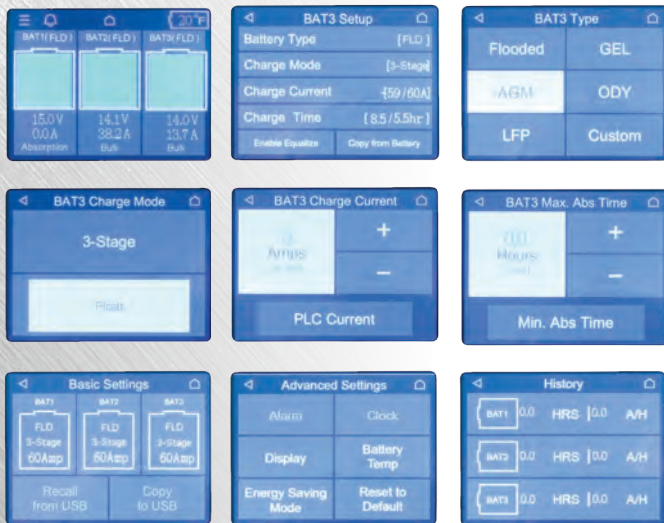 20°F
BAT1(FLD) BAT2(FLD) BAT3(FLD)
15.0V 14.1V 14.0V
0.0A 38.2A 13.7A
Absorption Bulk Bulk
BAT3 Setup
Battery Type [FLD]
Charge Mode [3-Stage]
Charge Current [59/60A]
Charge Time [8.5/5.5hr]
Enable Equalize Copy from Battery
BAT3 Type
Flooded GEL
AGM ODY
LFP Custom
BAT3 Charge Mode
3-Stage
Float
BAT3 Charge Current
+
Amps
−
PLC Current
BAT3 Max. Abs Time
+
Hours
−
Min. Abs Time
Basic Settings
BAT1 BAT2 BAT3
FLD FLD FLD
3-Stage 3-Stage 3-Stage
60Amp 60Amp 60Amp
Recall from USB
Copy to USB
Advanced Settings
Alarm Clock
Display
Battery Temp
Energy Saving Mode
Reset to Default
History
BAT1 0.0 HRS 0.0 A/H
BAT2 0.0 HRS 0.0 A/H
BAT3 0.0 HRS 0.0 A/H